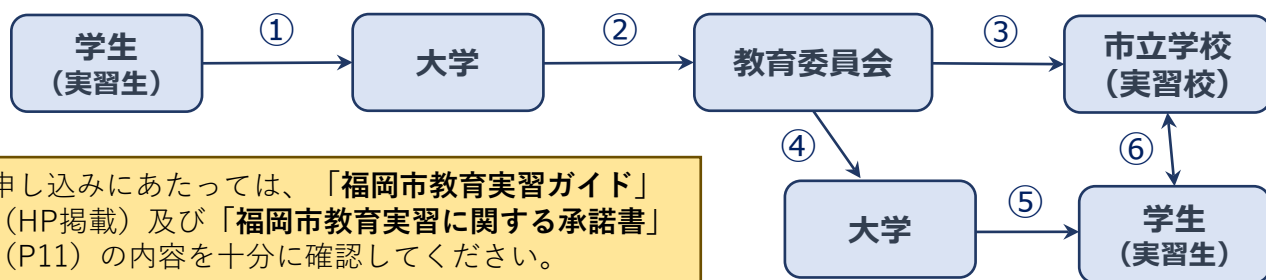 ①
②
③
学生
（実習生）
大学
教育委員会
市立学校
（実習校）
④
⑥
申し込みにあたっては、「福岡市教育実習ガイド」
（HP掲載）及び「福岡市教育実習に関する承諾書」
（P11）の内容を十分に確認してください。
大学
⑤
学生
（実習生）